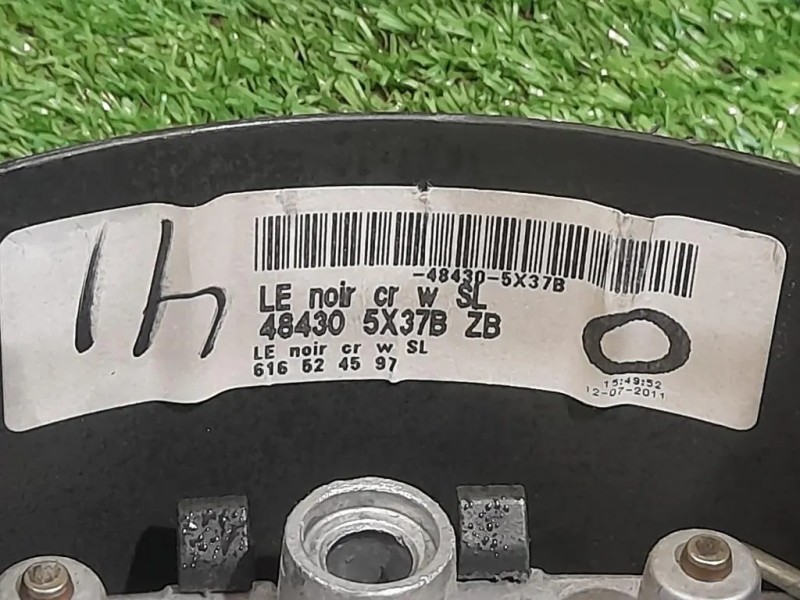 14
-48430-5X37B
LE noir cr w SL
48430 5X37B ZB
LE noir cr w SL
616 52 45 97
O
15:49:52
12-07-2011